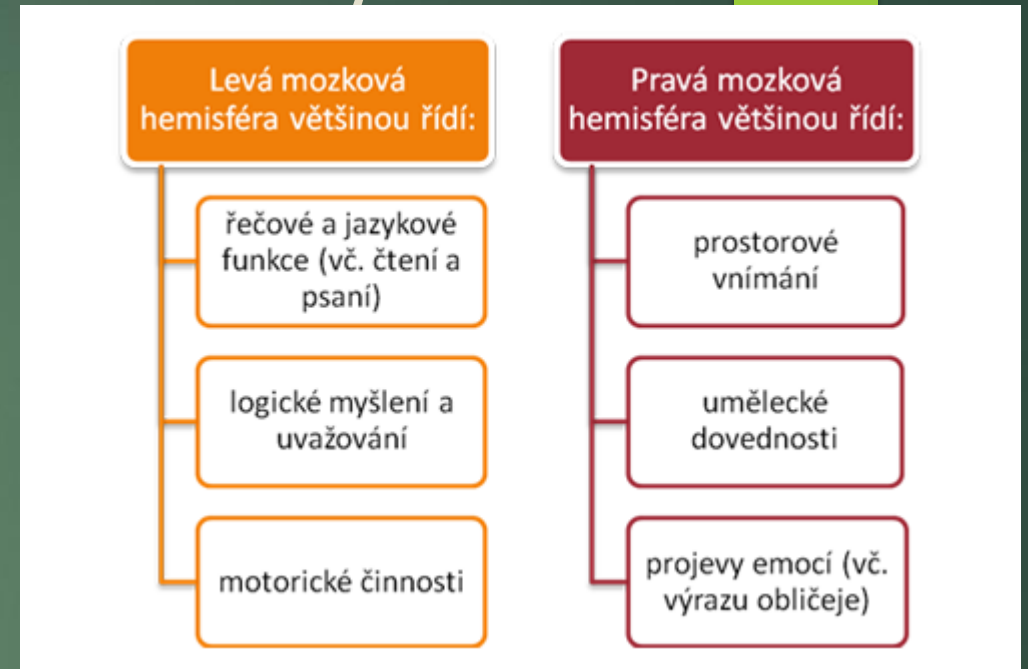 Levá mozková
hemisféra většinou řídí:
řečové a jazykové
funkce (vč. čtení a
psaní)
logické myšlení a
uvažování
motorické činnosti
Pravá mozková
hemisféra většinou řídí:
prostorové
vnímání
umělecké
dovednosti
projevy emocí (vč.
výrazu obličeje)